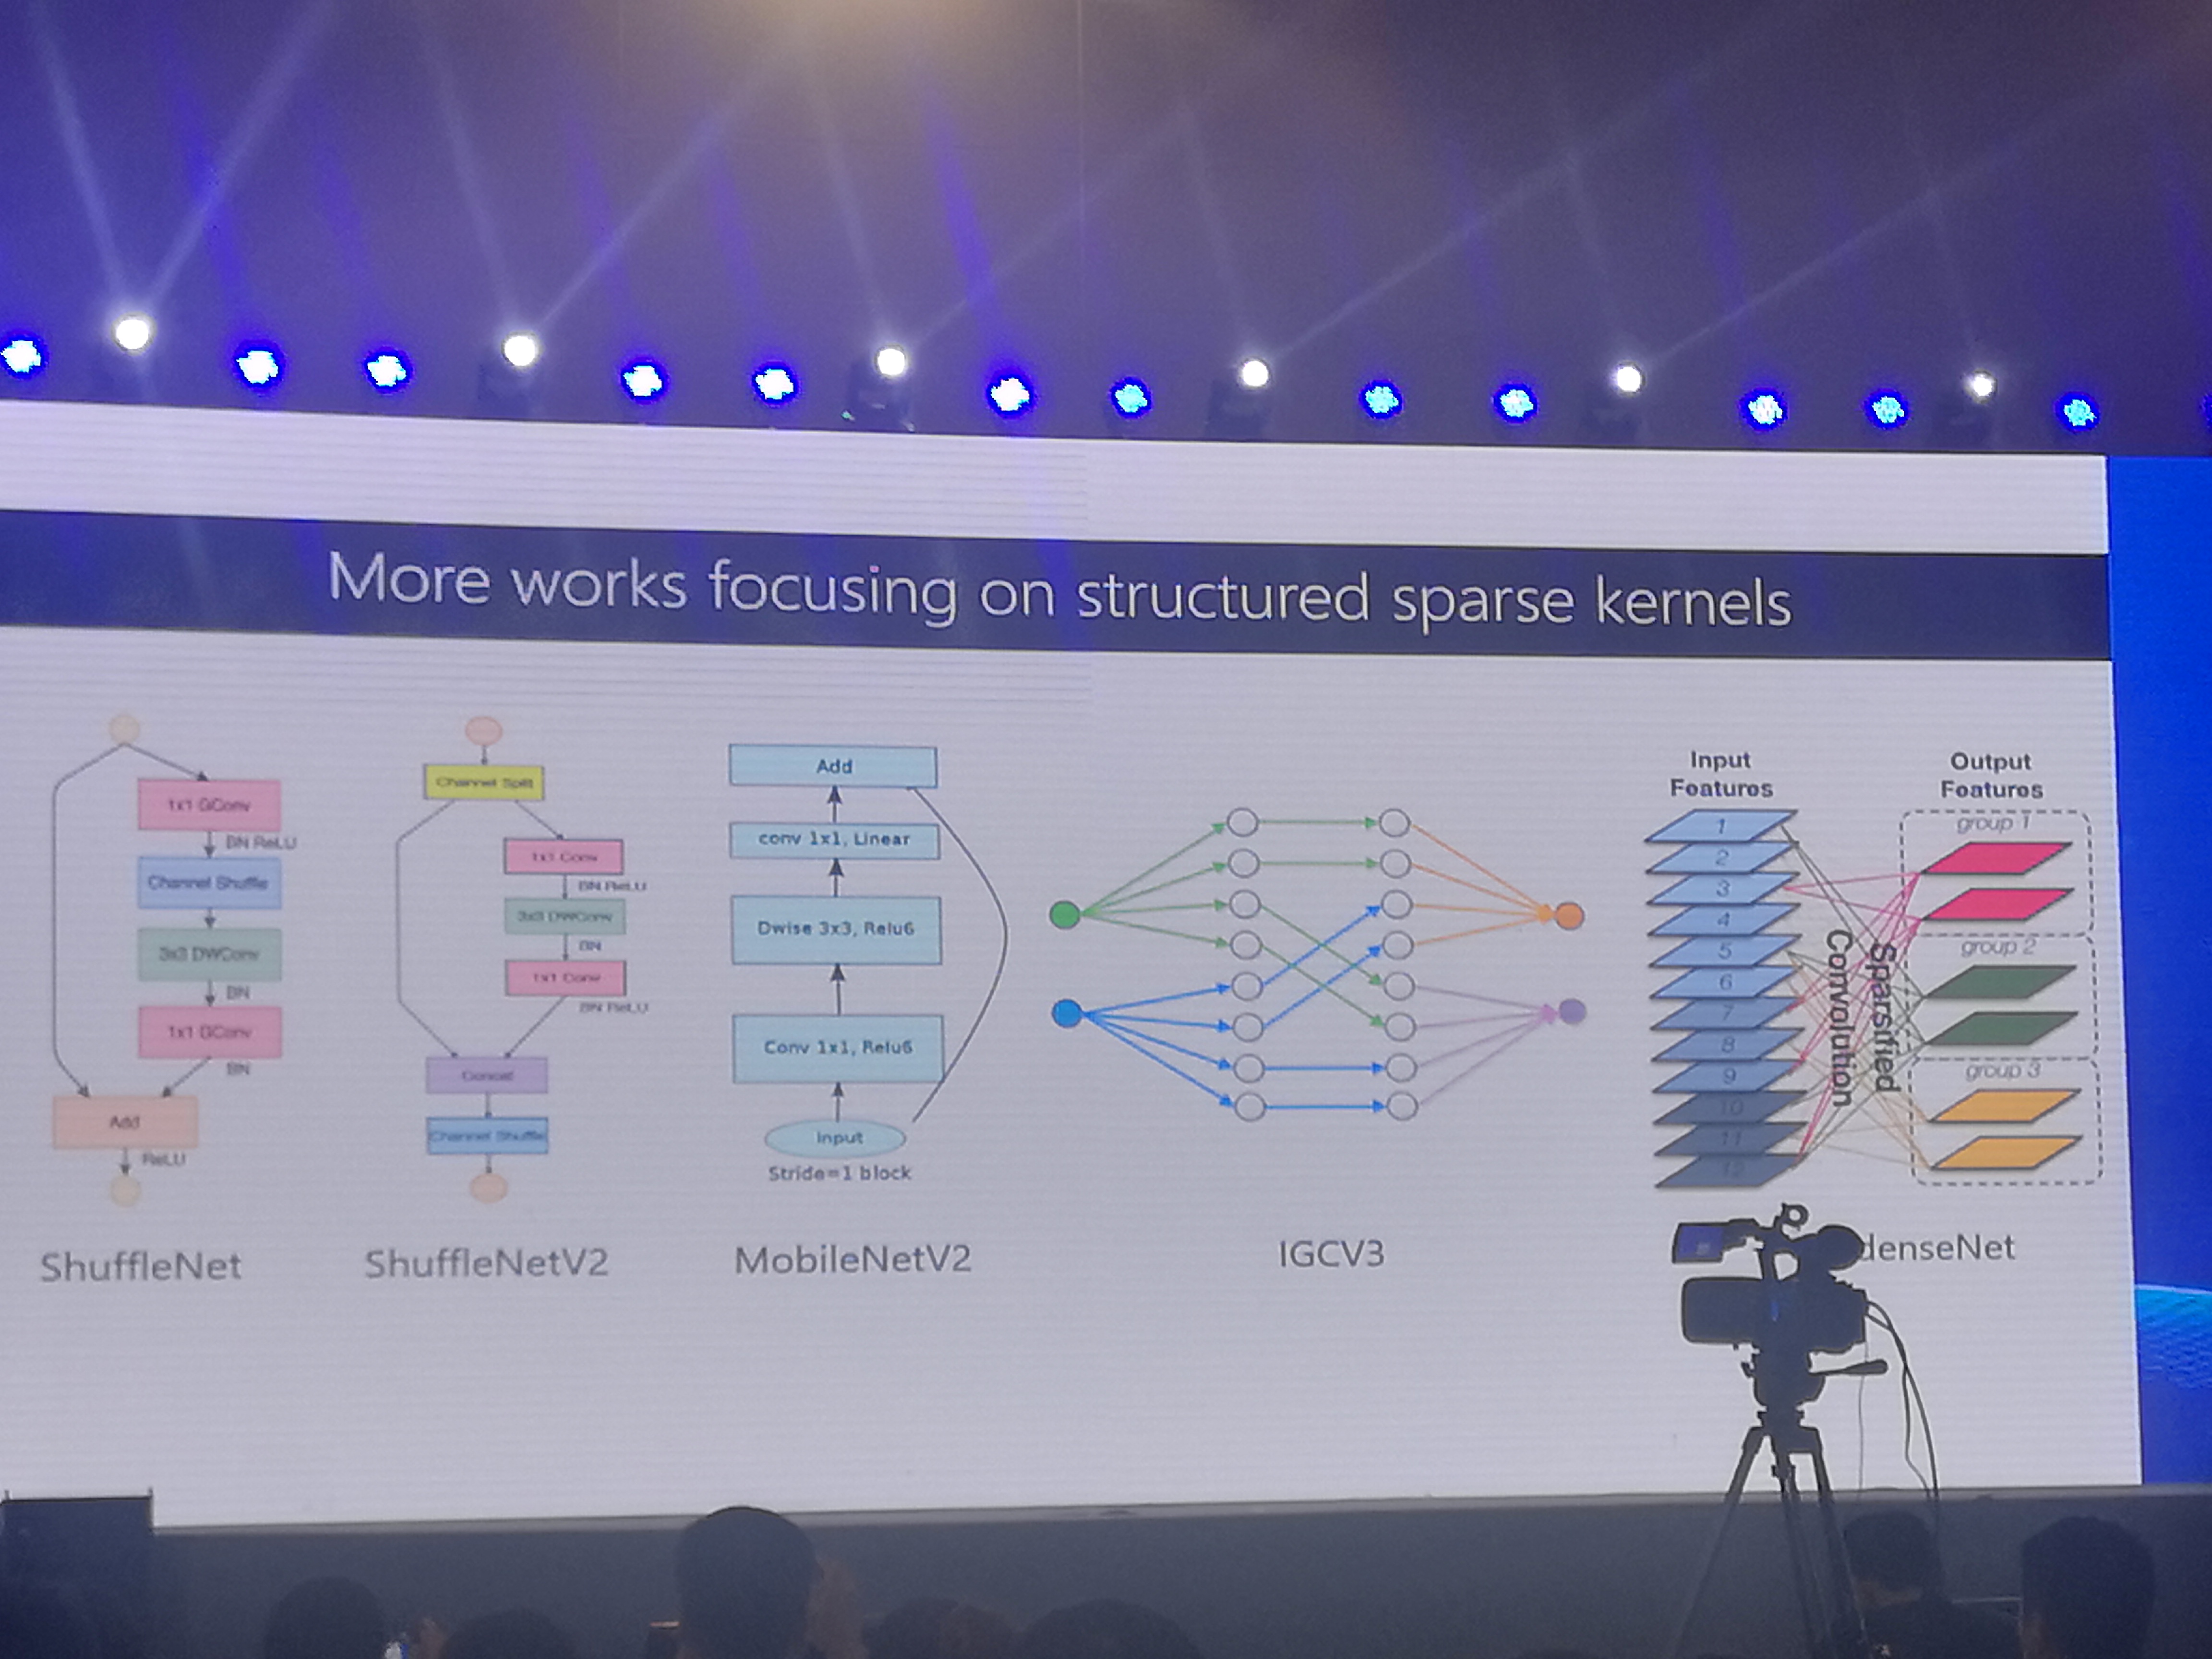 More works focusing on structured sparse kernels
1x1 GConv
BN ReLU
Channel Shuffle
3x3 DWConv
BN
1x1 GConv
BN
Add
ReLU
ShuffleNet
Channel Split
1x1 Conv
BN ReLU
3x3 DWConv
BN
1x1 Conv
BN ReLU
Concat
Channel Shuffle
ShuffleNetV2
Add
conv 1x1, Linear
Dwise 3x3, Relu6
Conv 1x1, Relu6
Input
Stride=1 block
MobileNetV2
IGCV3
Input
Features
1
2
3
4
5
6
7
8
9
10
11
12
Sparsified
Convolution
Output
Features
group 1
group 2
group 3
denseNet